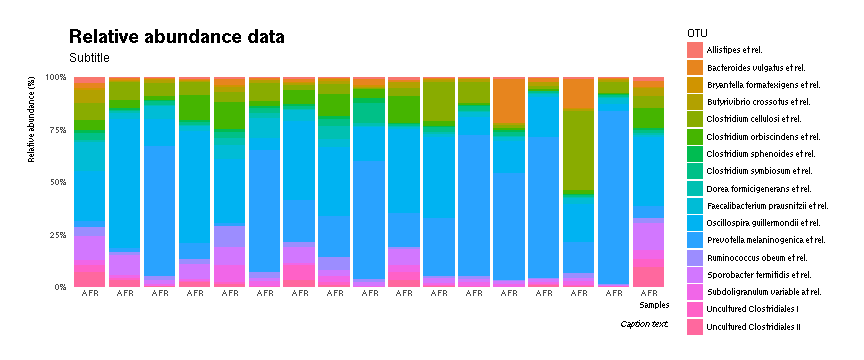 Relative abundance data
Subtitle
OTU
Relative abundance (%)
100%
75%
50%
25%
0%
AFR AFR AFR AFR AFR AFR AFR AFR AFR AFR AFR AFR AFR AFR AFR AFR AFR
Samples
Caption text.
Allistipes et rel.
Bacteroides vulgatus et rel.
Bryantella formatexigens et rel.
Butyrivibrio crossotus et rel.
Clostridium cellulosi et rel.
Clostridium orbiscindens et rel.
Clostridium sphenoides et rel.
Clostridium symbiosum et rel.
Dorea formicigenerans et rel.
Faecalibacterium prausnitzii et rel.
Oscillospira guillermondii et rel.
Prevotella melaninogenica et rel.
Ruminococcus obeum et rel.
Sporobacter termitidis et rel.
Subdoligranulum variable at rel.
Uncultured Clostridiales I
Uncultured Clostridiales II